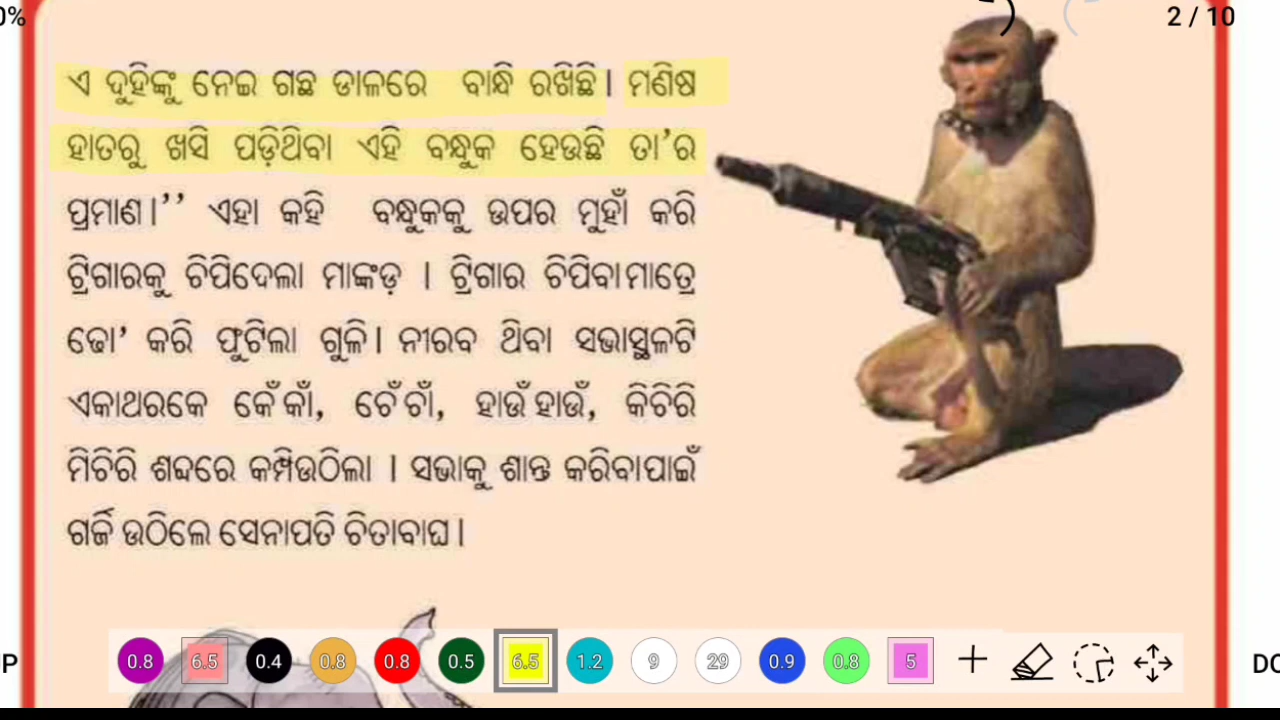 0%
2 / 10
ଏ ଦୁହିଙ୍କୁ ନେଇ ଗଛ ଡାଳରେ ବାନ୍ଧି ରଖିଛି। ମଣିଷ
ହାତରୁ ଖସି ପଡ଼ିଥିବା ଏହି ବନ୍ଧୁକ ହେଉଛି ତା’ର
ପ୍ରମାଣ।’’ ଏହା କହି ବନ୍ଧୁକକୁ ଉପର ମୁହାଁ କରି
ଟ୍ରିଗାରକୁ ଚିପିଦେଲା ମାଙ୍କଡ଼ । ଟ୍ରିଗାର ଚିପିବାମାତ୍ରେ
ଢୋ’ କରି ଫୁଟିଲା ଗୁଳି। ନୀରବ ଥିବା ସଭାସ୍ଥଳଟି
ଏକାଥରକେ କେଁକାଁ, ଚେଁଚାଁ, ହାଉଁହାଉଁ, କିଚିରି
ମିଚିରି ଶବ୍ଦରେ କମ୍ପିଉଠିଲା । ସଭାକୁ ଶାନ୍ତ କରିବାପାଇଁ
ଗର୍ଜି ଉଠିଲେ ସେନାପତି ଚିତାବାଘ।
0.8 6.5 0.4 0.8 0.8 0.5 6.5 1.2 9 29 0.9 0.8 5